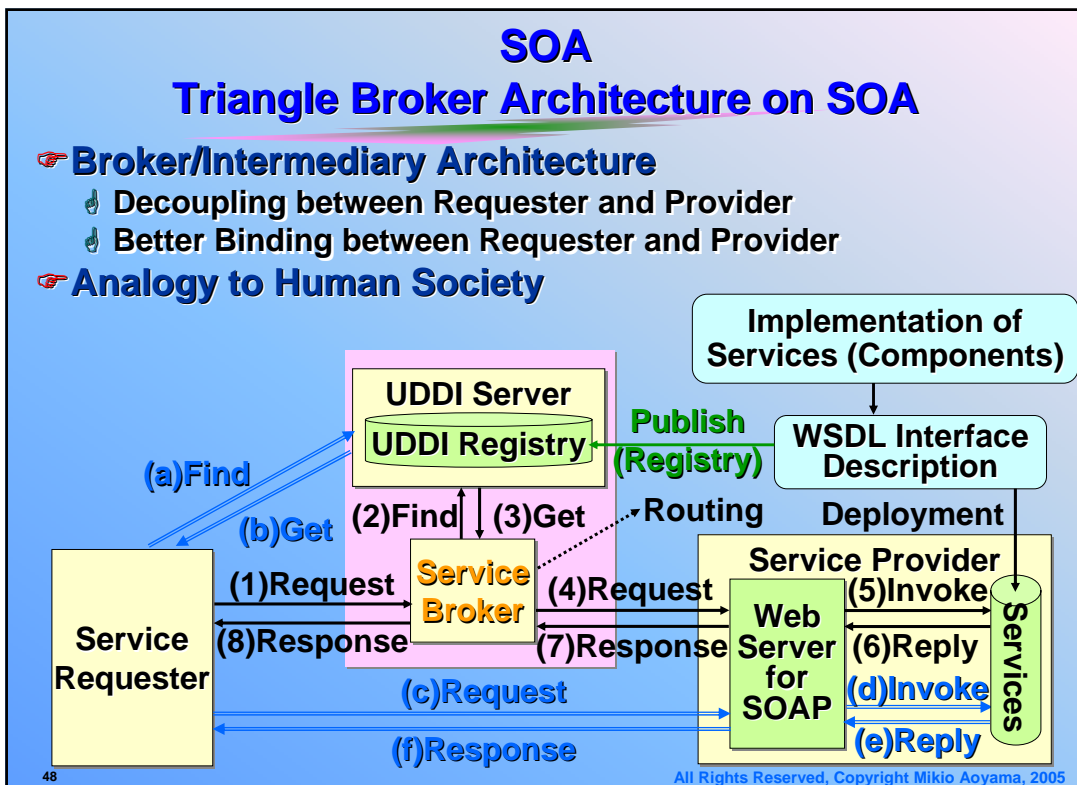 SOA
Triangle Broker Architecture on SOA
Broker/Intermediary Architecture
Decoupling between Requester and Provider
Better Binding between Requester and Provider
Analogy to Human Society
Implementation of
Services (Components)
UDDI Server
UDDI Registry
Publish
(Registry)
WSDL Interface
Description
(a)Find
(b)Get
(2)Find
(3)Get
Routing
Deployment
Service Provider
Service
Requester
(1)Request
(8)Response
Service
Broker
(4)Request
(7)Response
Web
Server
for
SOAP
(5)Invoke
(6)Reply
(d)Invoke
(e)Reply
Services
(c)Request
(f)Response
48
All Rights Reserved, Copyright Mikio Aoyama, 2005